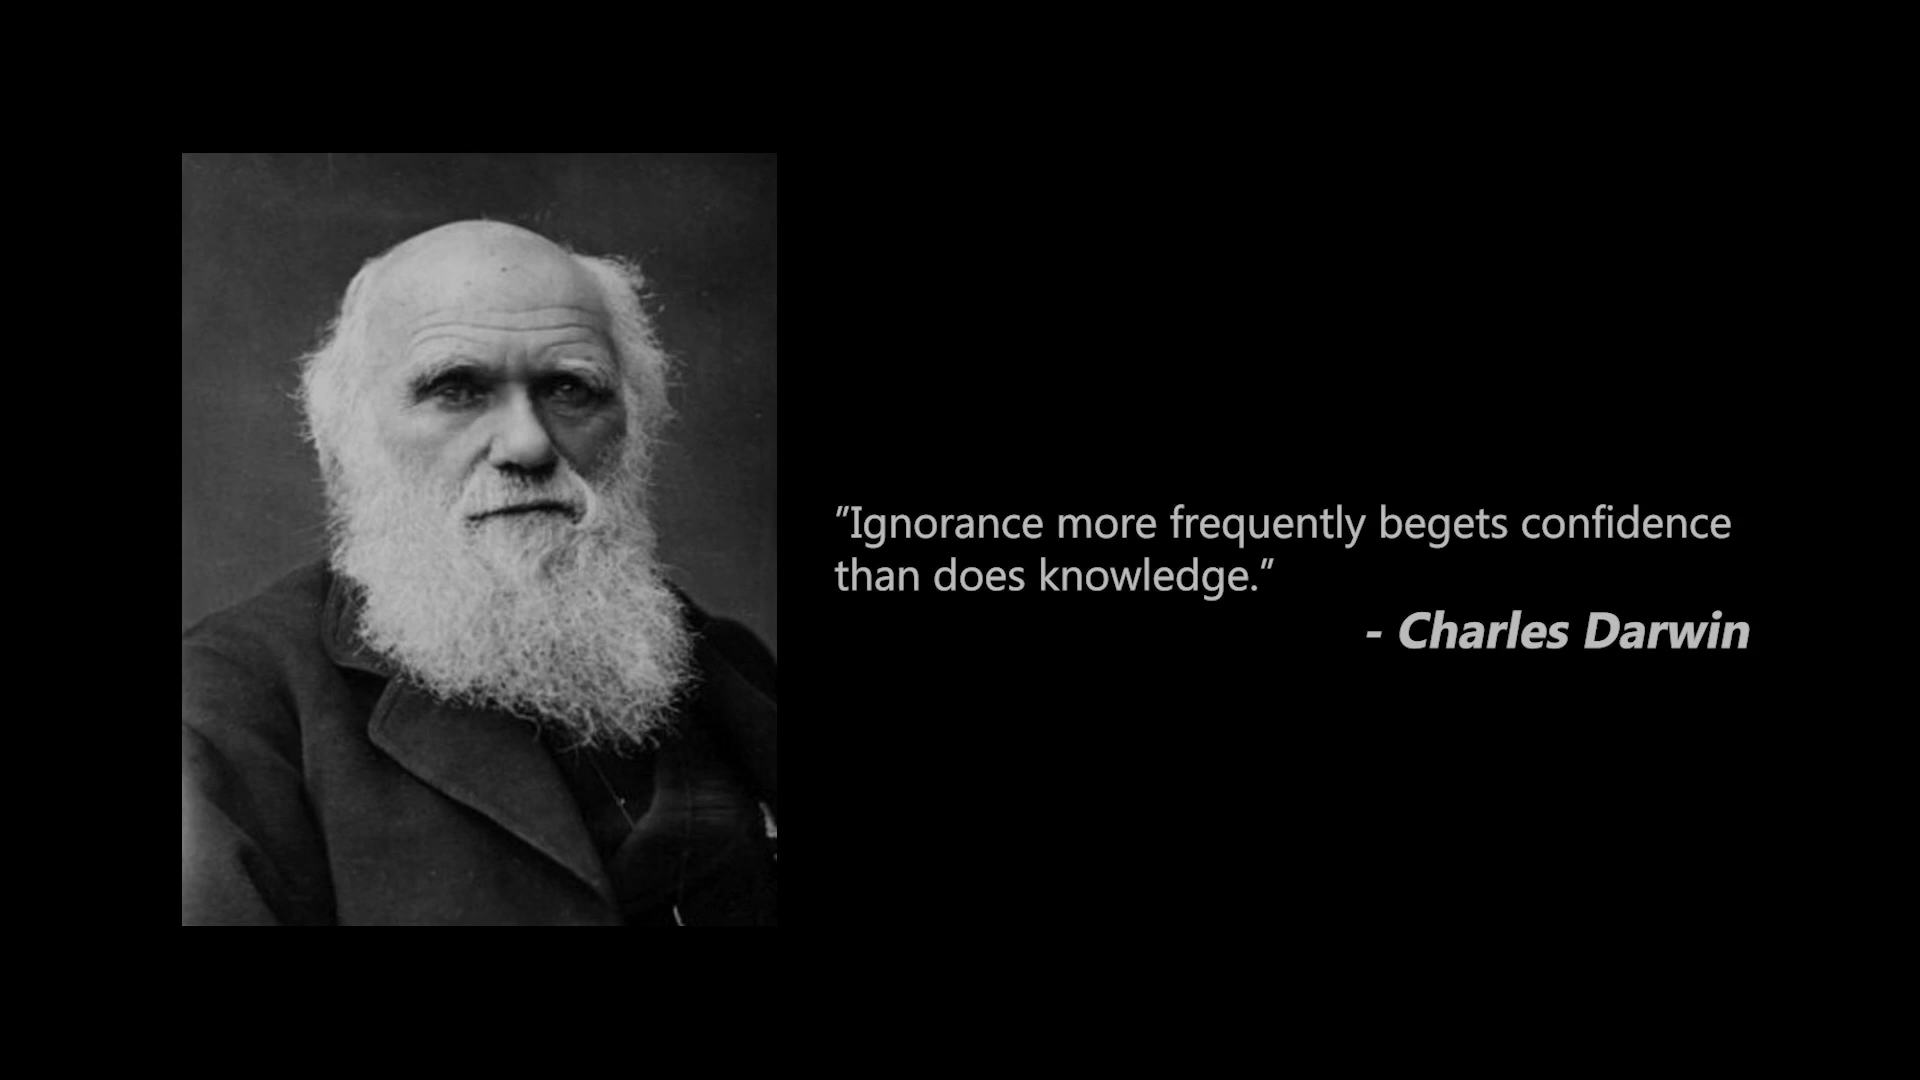 "Ignorance more frequently begets confidence
than does knowledge."
- Charles Darwin